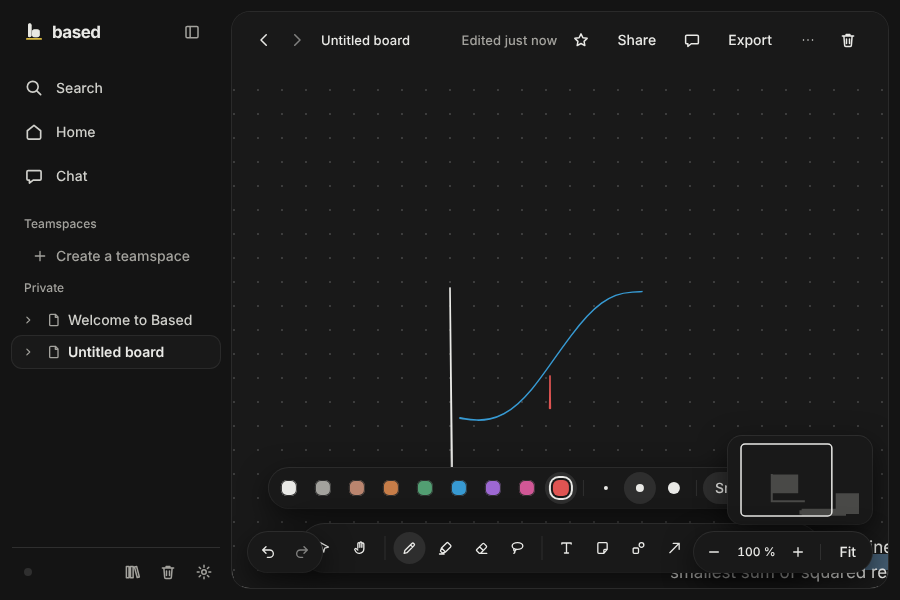 based
Search
Home
Chat
Teamspaces
Create a teamspace
Private
Welcome to Based
Untitled board
Untitled board
Edited just now
Share
Export
100 %
Fit
smallest sum of squared re